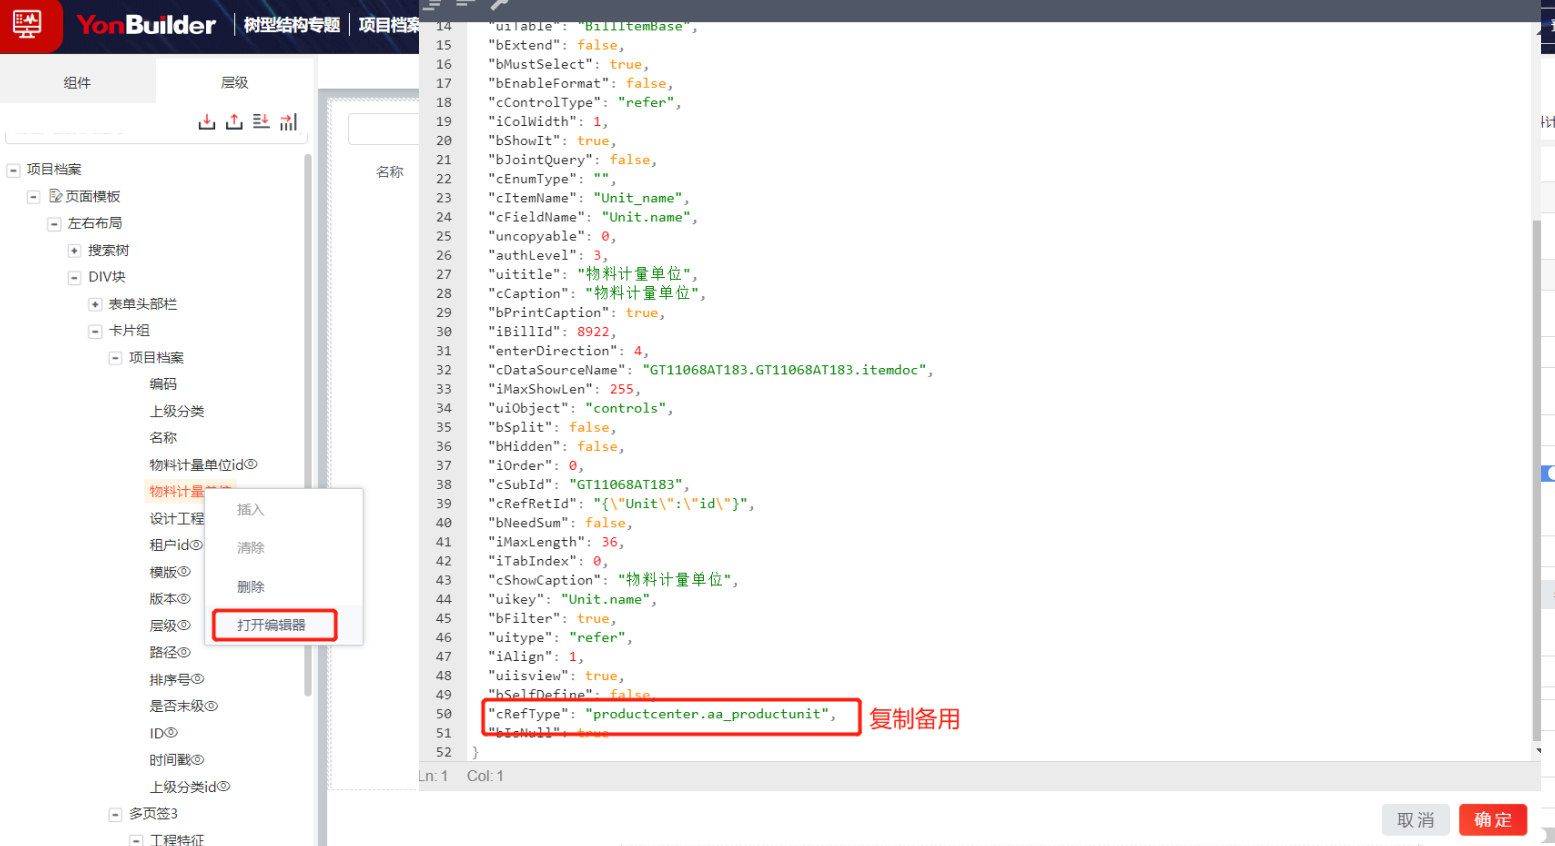 YonBuilder
树型结构专题
项目档案
组件
层级
项目档案
页面模板
左右布局
搜索树
DIV块
表单头部栏
卡片组
项目档案
编码
上级分类
名称
物料计量单位id
物料计量单位
设计工程
租户id
模版
版本
层级
路径
排序号
是否末级
ID
时间戳
上级分类id
多页签3
工程特征
插入
清除
删除
打开编辑器
名称
14 "uiTable": "BillItemBase",
15 "bExtend": false,
16 "bMustSelect": true,
17 "bEnableFormat": false,
18 "cControlType": "refer",
19 "iColWidth": 1,
20 "bShowIt": true,
21 "bJointQuery": false,
22 "cEnumType": "",
23 "cItemName": "Unit_name",
24 "cFieldName": "Unit.name",
25 "uncopyable": 0,
26 "authLevel": 3,
27 "uititle": "物料计量单位",
28 "cCaption": "物料计量单位",
29 "bPrintCaption": true,
30 "iBillId": 8922,
31 "enterDirection": 4,
32 "cDataSourceName": "GT11068AT183.GT11068AT183.itemdoc",
33 "iMaxShowLen": 255,
34 "uiObject": "controls",
35 "bSplit": false,
36 "bHidden": false,
37 "iOrder": 0,
38 "cSubId": "GT11068AT183",
39 "cRefRetId": "{\"Unit\":\"id\"}",
40 "bNeedSum": false,
41 "iMaxLength": 36,
42 "iTabIndex": 0,
43 "cShowCaption": "物料计量单位",
44 "uikey": "Unit.name",
45 "bFilter": true,
46 "uitype": "refer",
47 "iAlign": 1,
48 "uiisview": true,
49 "bSelfDefine": false,
50 "cRefType": "productcenter.aa_productunit",
51 "bIsNull": true
52 }
复制备用
Ln: 1 Col: 1
取消
确定